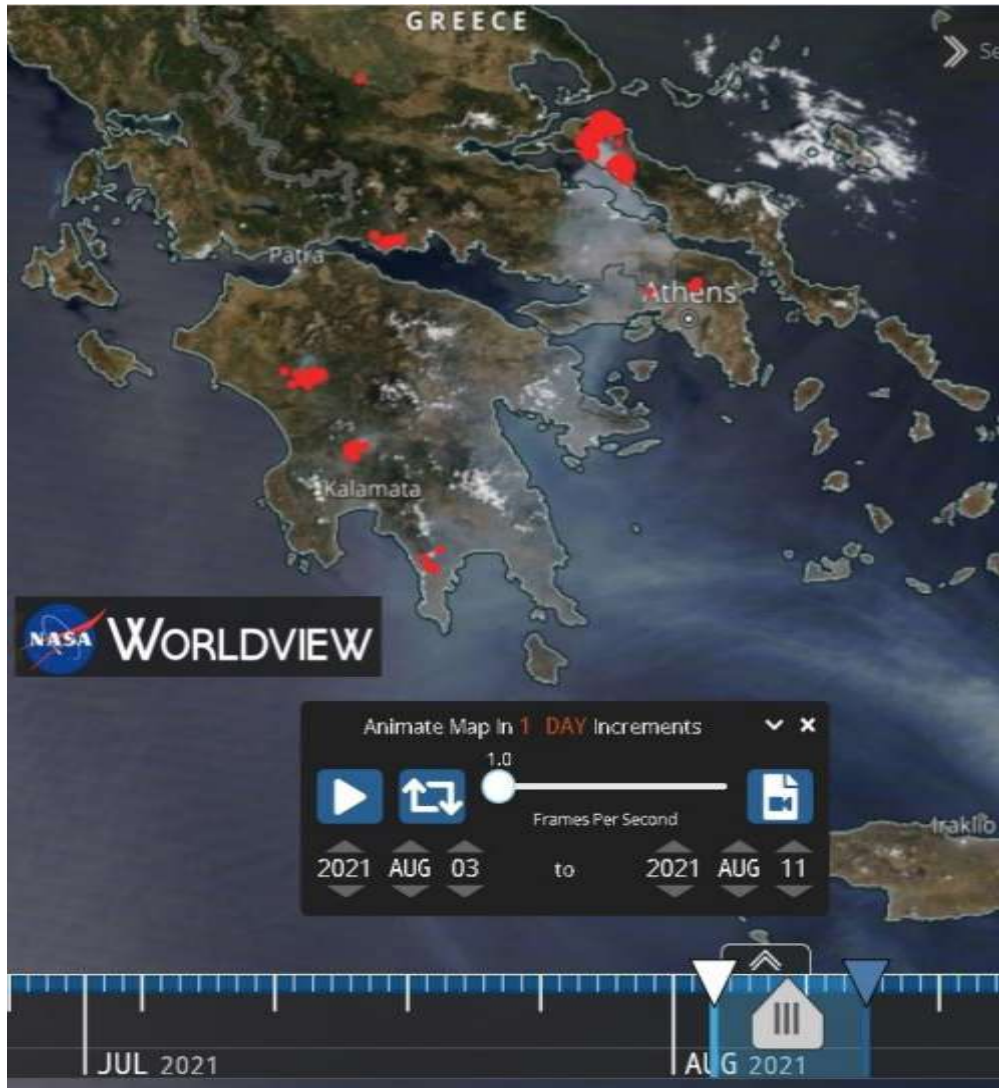 GREECE
Se
Patra
Athens
Kalamata
NASA WORLDVIEW
Animate Map In 1 DAY Increments
1.0
Frames Per Second
2021 AUG 03 to 2021 AUG 11
Iraklio
JUL 2021
AUG 2021